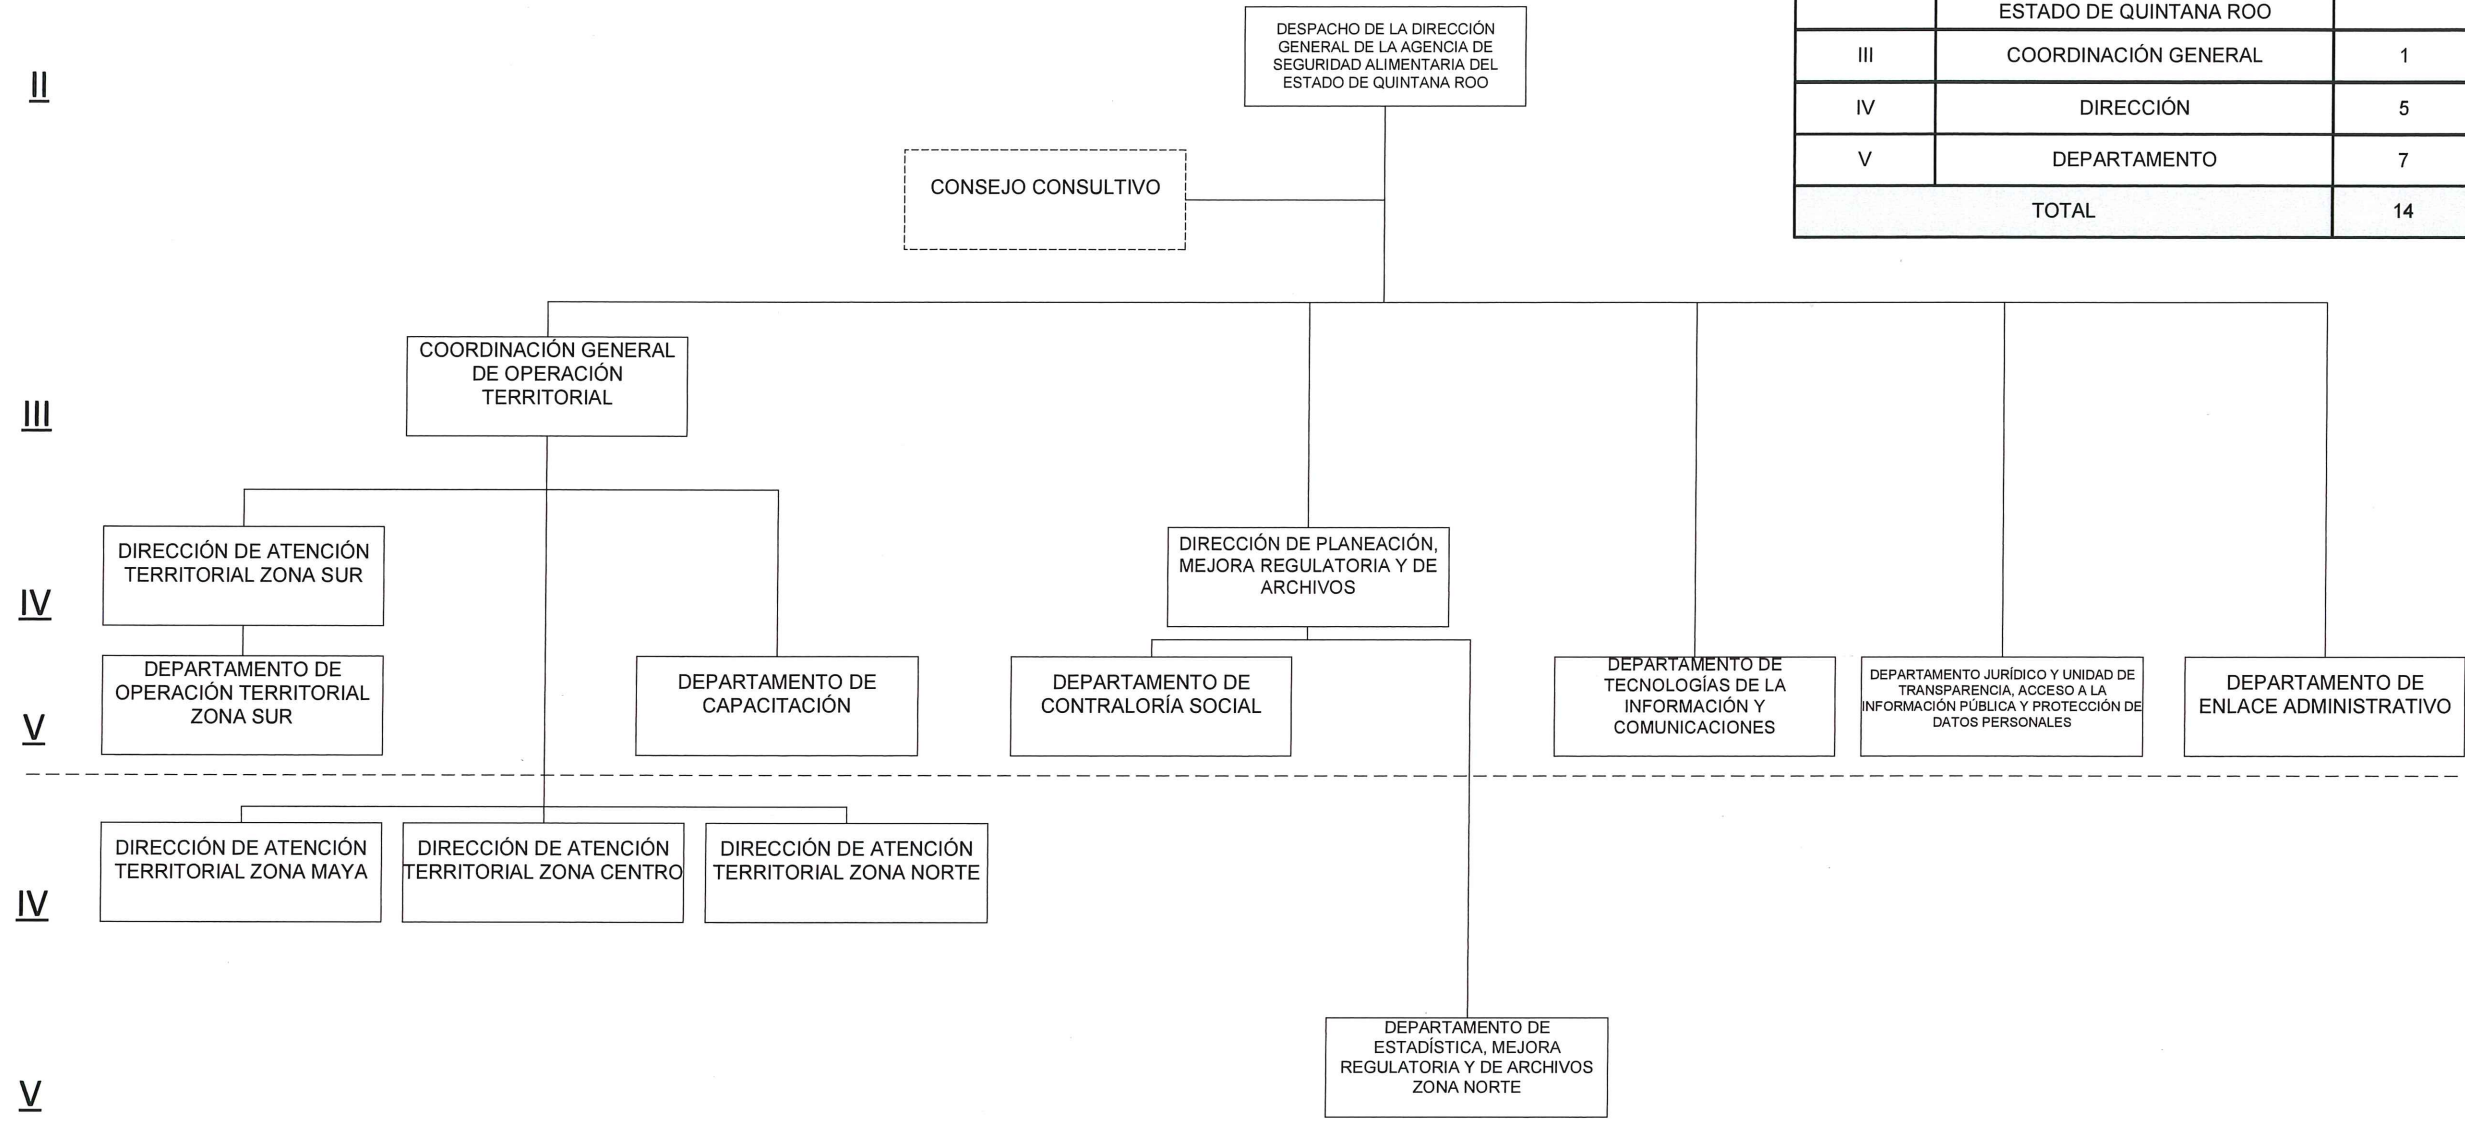 ESTADO DE QUINTANA ROO
III COORDINACIÓN GENERAL 1
IV DIRECCIÓN 5
V DEPARTAMENTO 7
TOTAL 14
II
DESPACHO DE LA DIRECCIÓN
GENERAL DE LA AGENCIA DE
SEGURIDAD ALIMENTARIA DEL
ESTADO DE QUINTANA ROO
CONSEJO CONSULTIVO
III
COORDINACIÓN GENERAL
DE OPERACIÓN
TERRITORIAL
IV
DIRECCIÓN DE ATENCIÓN
TERRITORIAL ZONA SUR
DIRECCIÓN DE PLANEACIÓN,
MEJORA REGULATORIA Y DE
ARCHIVOS
V
DEPARTAMENTO DE
OPERACIÓN TERRITORIAL
ZONA SUR
DEPARTAMENTO DE
CAPACITACIÓN
DEPARTAMENTO DE
CONTRALORÍA SOCIAL
DEPARTAMENTO DE
TECNOLOGÍAS DE LA
INFORMACIÓN Y
COMUNICACIONES
DEPARTAMENTO JURÍDICO Y UNIDAD DE
TRANSPARENCIA, ACCESO A LA
INFORMACIÓN PÚBLICA Y PROTECCIÓN DE
DATOS PERSONALES
DEPARTAMENTO DE
ENLACE ADMINISTRATIVO
IV
DIRECCIÓN DE ATENCIÓN
TERRITORIAL ZONA MAYA
DIRECCIÓN DE ATENCIÓN
TERRITORIAL ZONA CENTRO
DIRECCIÓN DE ATENCIÓN
TERRITORIAL ZONA NORTE
V
DEPARTAMENTO DE
ESTADÍSTICA, MEJORA
REGULATORIA Y DE ARCHIVOS
ZONA NORTE